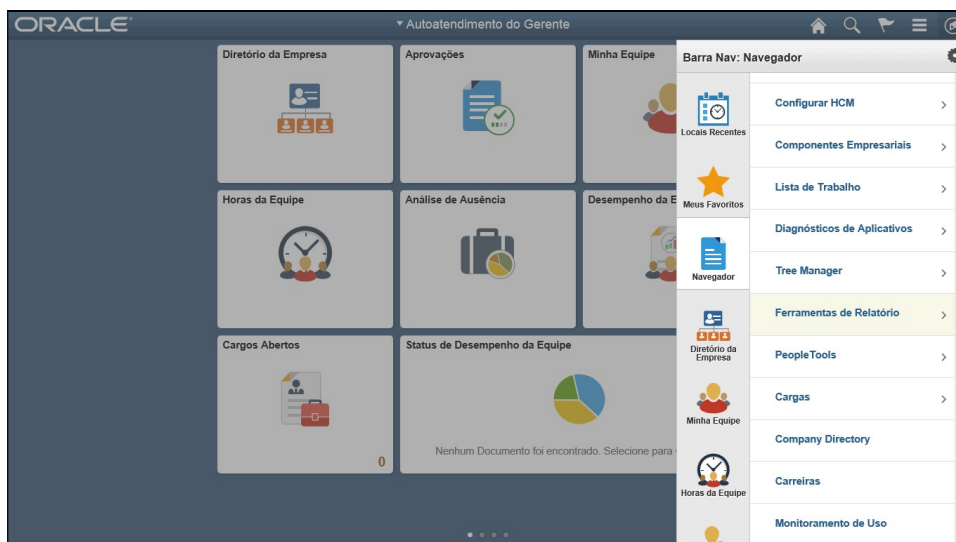 ORACLE
Autoatendimento do Gerente
Diretório da Empresa
Aprovações
Minha Equipe
Horas da Equipe
Análise de Ausência
Desempenho da E
Cargos Abertos
0
Status de Desempenho da Equipe
Nenhum Documento foi encontrado. Selecione para
Barra Nav: Navegador
Locais Recentes
Meus Favoritos
Navegador
Diretório da
Empresa
Minha Equipe
Horas da Equipe
Configurar HCM
Componentes Empresariais
Lista de Trabalho
Diagnósticos de Aplicativos
Tree Manager
Ferramentas de Relatório
PeopleTools
Cargas
Company Directory
Carreiras
Monitoramento de Uso